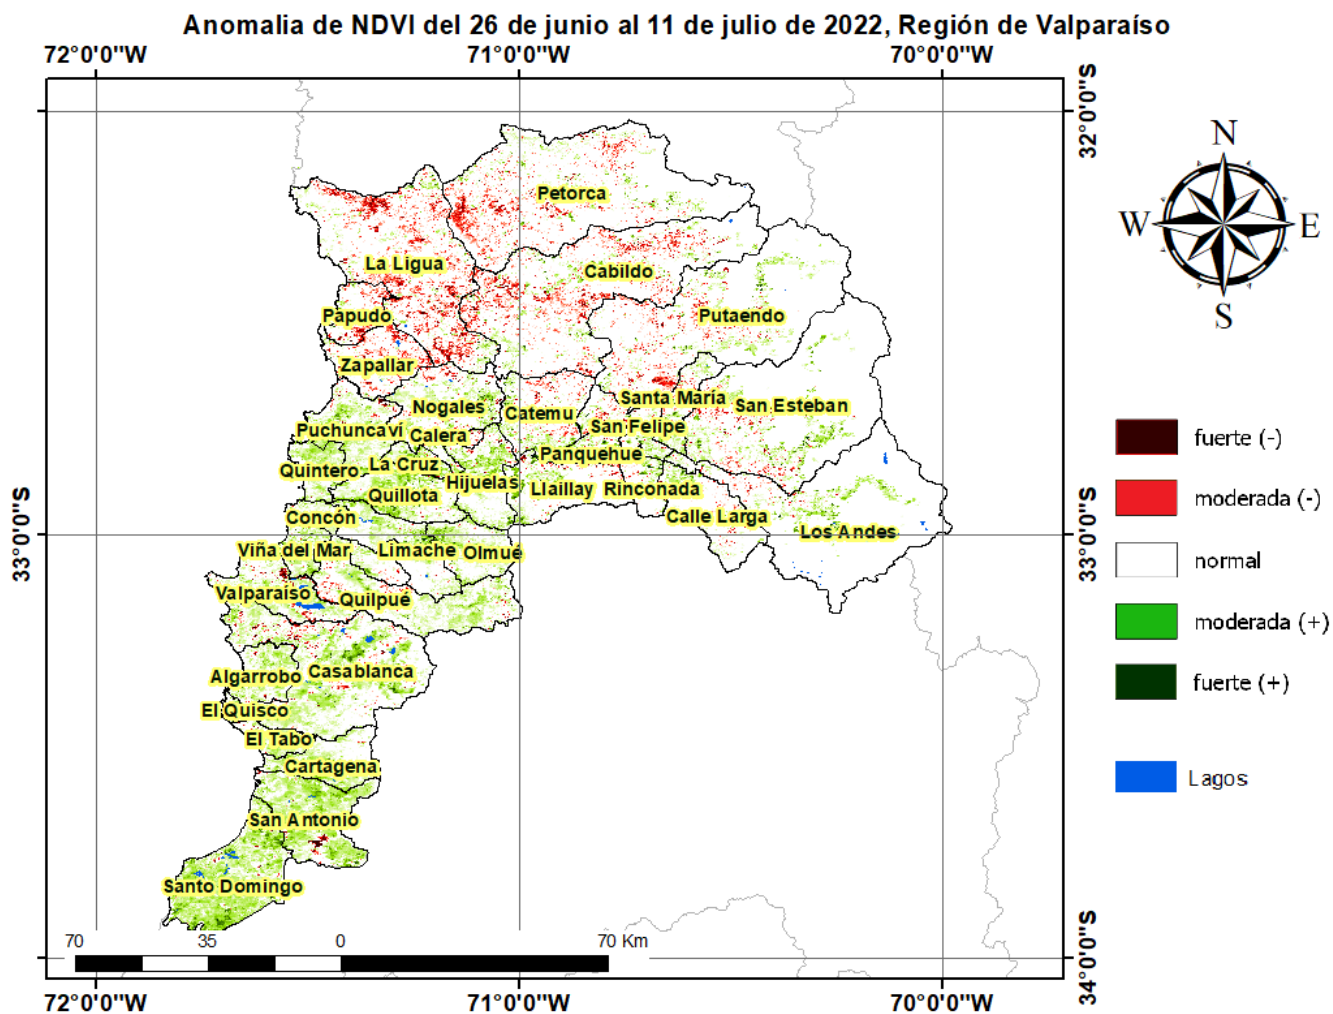 Anomalia de NDVI del 26 de junio al 11 de julio de 2022, Región de Valparaíso
72°0'0"W 71°0'0"W 70°0'0"W
32°0'0"S
N
W E
S
Petorca
La Ligua
Cabildo
Papudo
Putaendo
Zapallar
Santa María
San Esteban
Nogales
Catemu
Puchuncaví
Calera
San Felipe
Panquehue
Quintero
La Cruz
Hijuelas
Quillota
Llaillay
Rinconada
Concón
Calle Larga
Los Andes
Viña del Mar
Limache
Olmué
Valparaíso
Quilpué
Algarrobo
Casablanca
El Quisco
El Tabo
Cartagena
San Antonio
Santo Domingo
fuerte (-)
moderada (-)
normal
moderada (+)
fuerte (+)
Lagos
33°0'0"S 33°0'0"S
70 35 0 70 Km
34°0'0"S
72°0'0"W 71°0'0"W 70°0'0"W